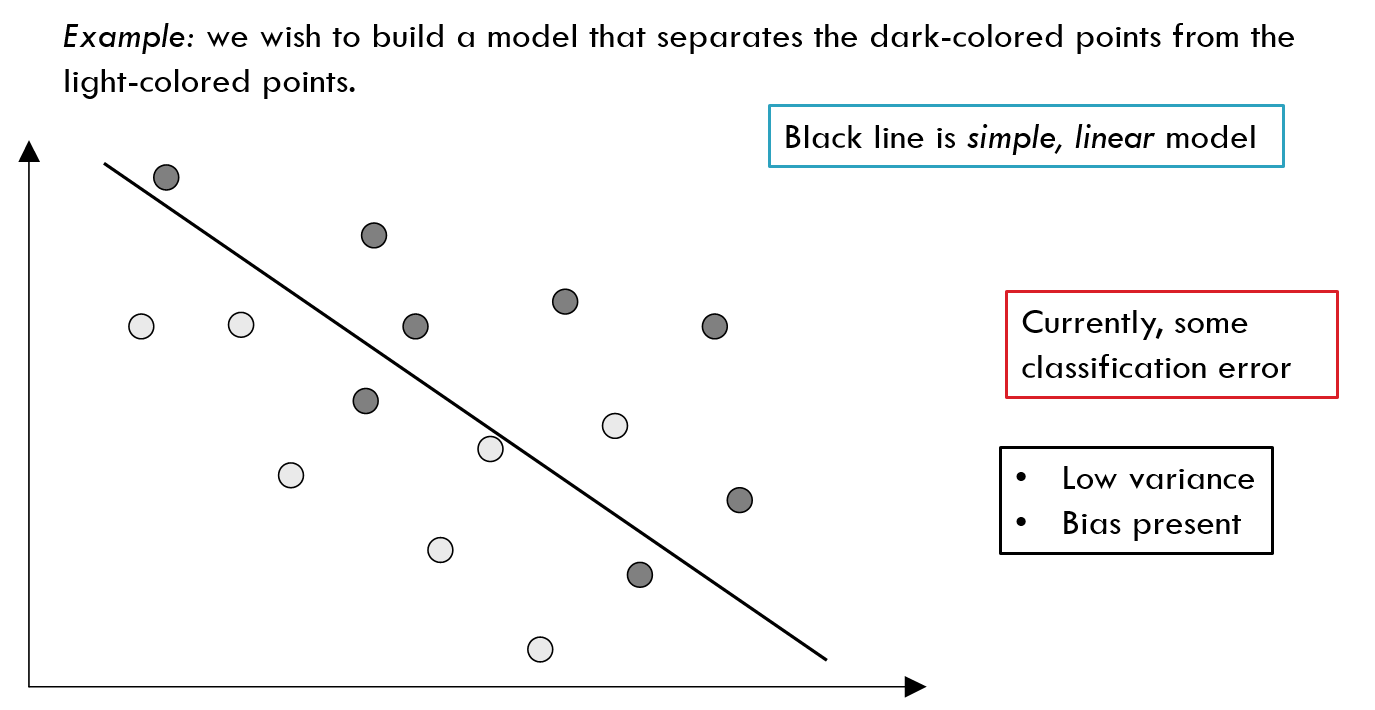 Example: we wish to build a model that separates the dark-colored points from the
light-colored points.
Black line is simple, linear model
Currently, some
classification error
• Low variance
• Bias present